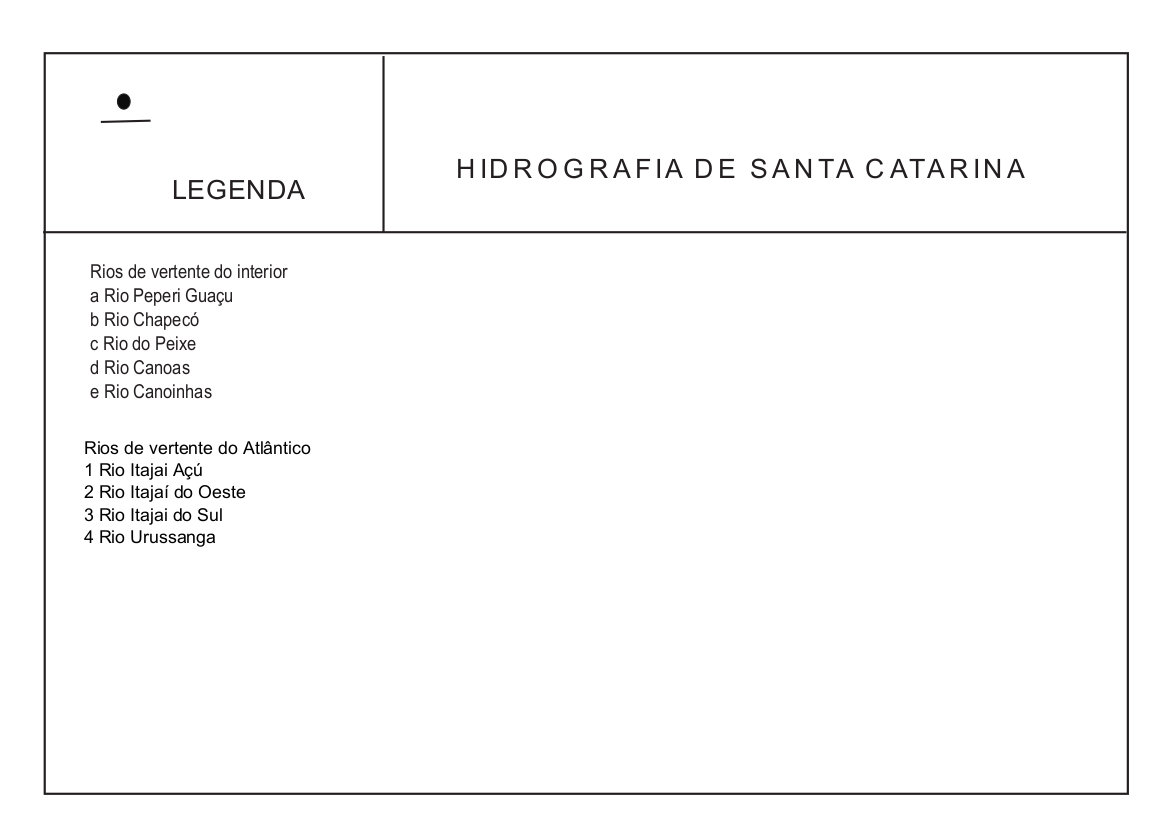 LEGENDA
HIDROGRAFIA DE SANTA CATARINA
Rios de vertente do interior
a Rio Peperi Guaçu
b Rio Chapecó
c Rio do Peixe
d Rio Canoas
e Rio Canoinhas
Rios de vertente do Atlântico
1 Rio Itajai Açú
2 Rio Itajaí do Oeste
3 Rio Itajai do Sul
4 Rio Urussanga